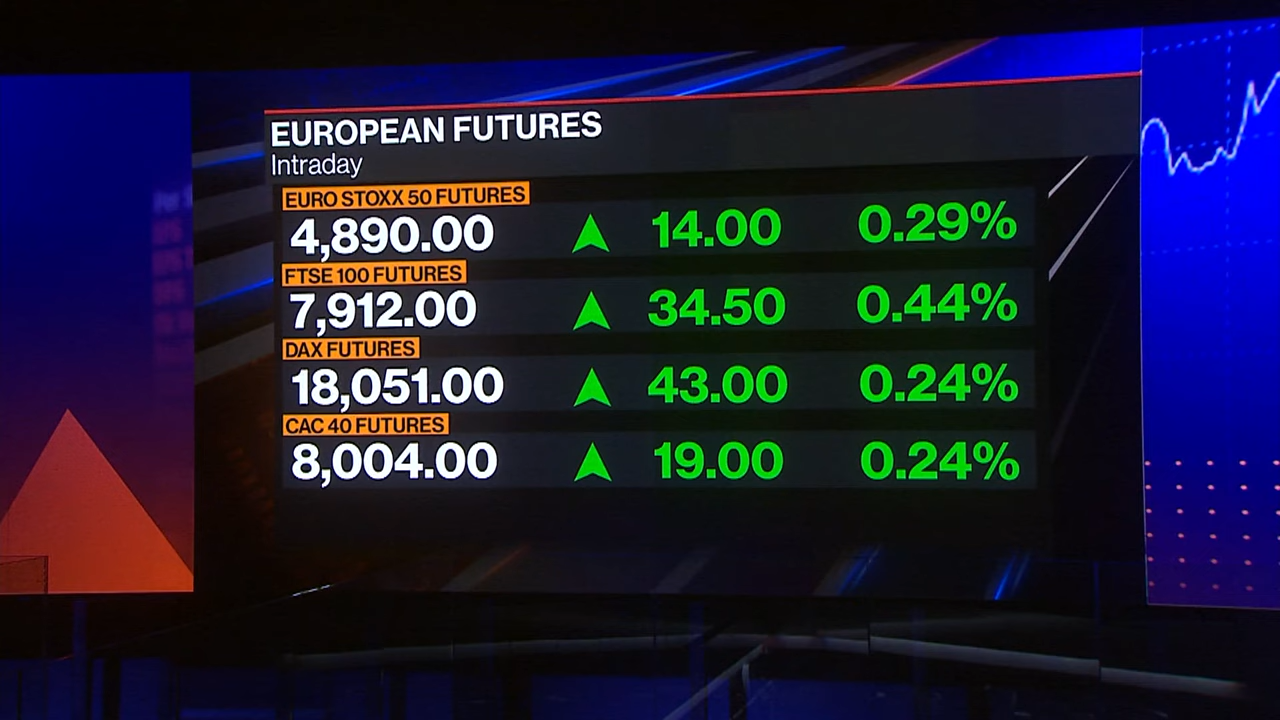 EUROPEAN FUTURES
Intraday
EURO STOXX 50 FUTURES
4,890.00 ▲ 14.00 0.29%
FTSE 100 FUTURES
7,912.00 ▲ 34.50 0.44%
DAX FUTURES
18,051.00 ▲ 43.00 0.24%
CAC 40 FUTURES
8,004.00 ▲ 19.00 0.24%